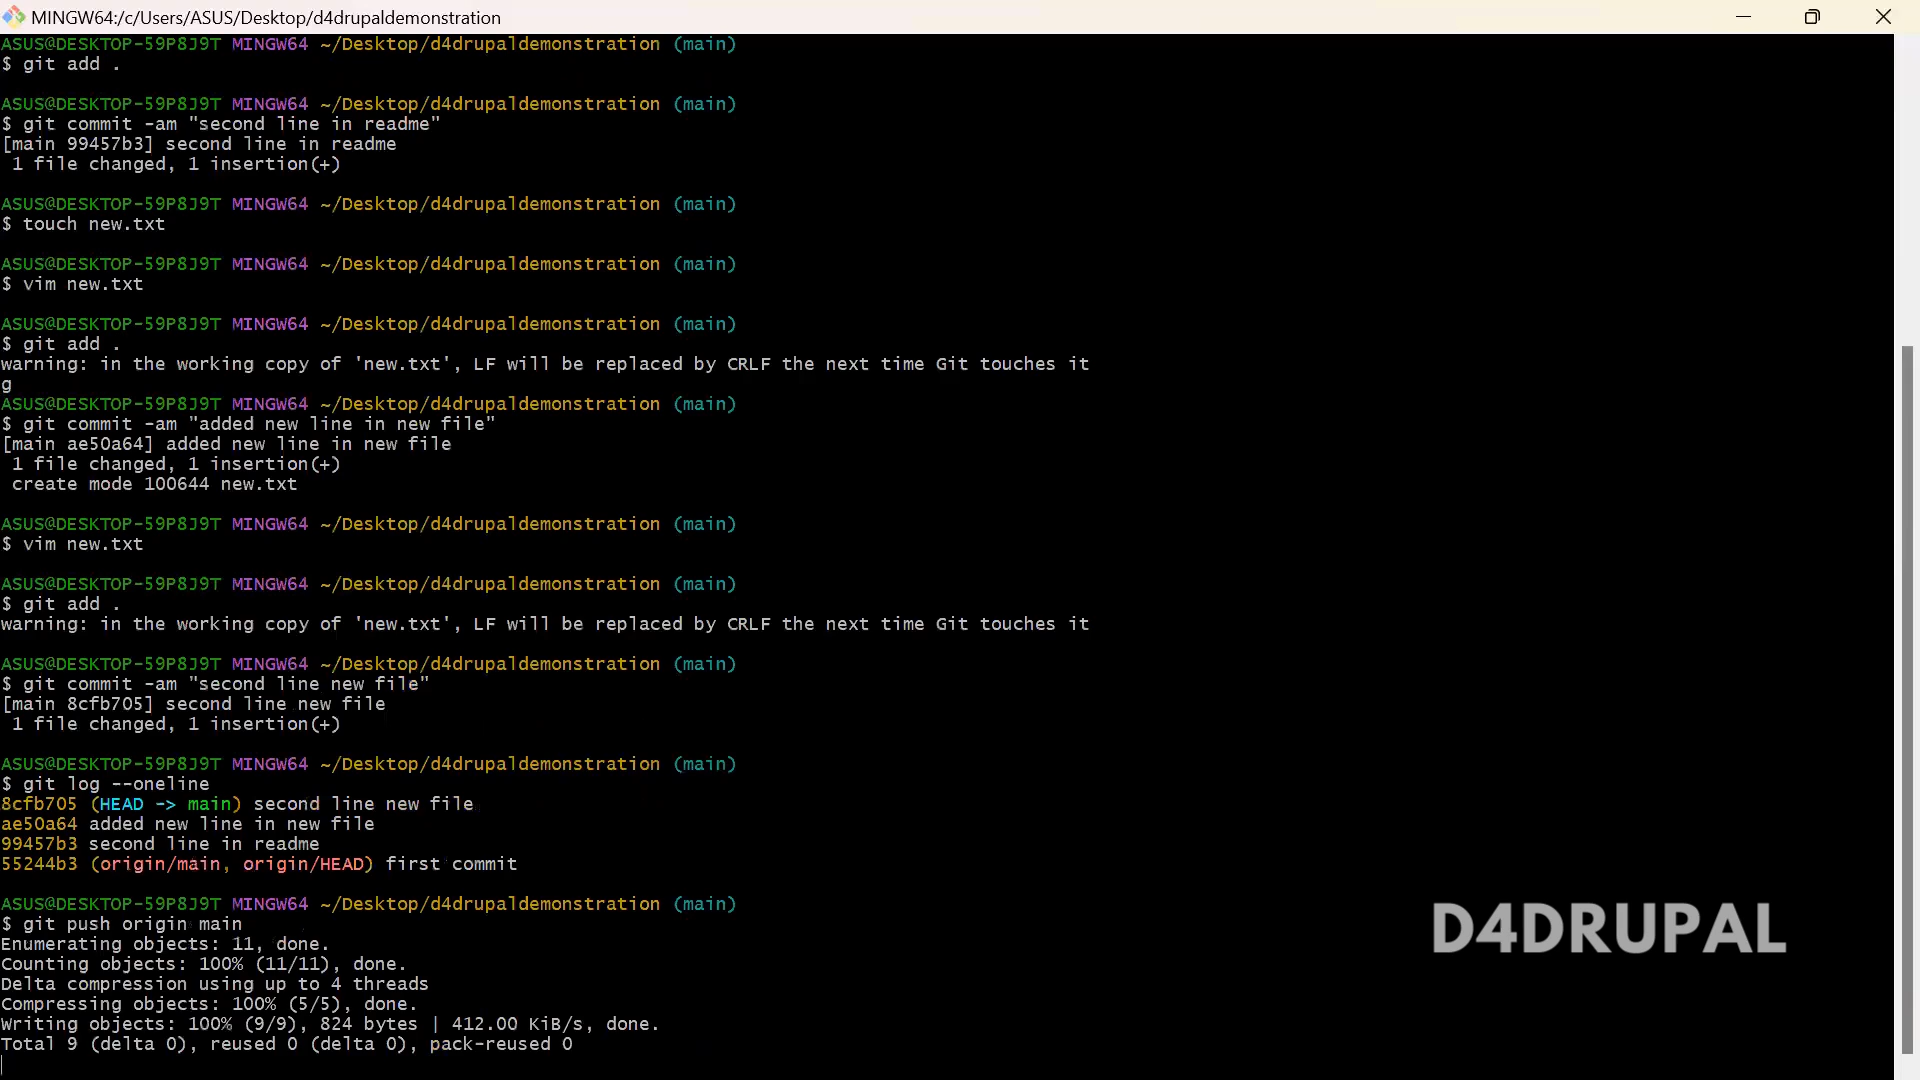 MINGW64:/c/Users/ASUS/Desktop/d4drupaldemonstration
ASUS@DESKTOP-59P8J9T MINGW64 ~/Desktop/d4drupaldemonstration (main)
$ git add .
ASUS@DESKTOP-59P8J9T MINGW64 ~/Desktop/d4drupaldemonstration (main)
$ git commit -am "second line in readme"
[main 99457b3] second line in readme
 1 file changed, 1 insertion(+)
ASUS@DESKTOP-59P8J9T MINGW64 ~/Desktop/d4drupaldemonstration (main)
$ touch new.txt
ASUS@DESKTOP-59P8J9T MINGW64 ~/Desktop/d4drupaldemonstration (main)
$ vim new.txt
ASUS@DESKTOP-59P8J9T MINGW64 ~/Desktop/d4drupaldemonstration (main)
$ git add .
warning: in the working copy of 'new.txt', LF will be replaced by CRLF the next time Git touches it
g
ASUS@DESKTOP-59P8J9T MINGW64 ~/Desktop/d4drupaldemonstration (main)
$ git commit -am "added new line in new file"
[main ae50a64] added new line in new file
 1 file changed, 1 insertion(+)
 create mode 100644 new.txt
ASUS@DESKTOP-59P8J9T MINGW64 ~/Desktop/d4drupaldemonstration (main)
$ vim new.txt
ASUS@DESKTOP-59P8J9T MINGW64 ~/Desktop/d4drupaldemonstration (main)
$ git add .
warning: in the working copy of 'new.txt', LF will be replaced by CRLF the next time Git touches it
ASUS@DESKTOP-59P8J9T MINGW64 ~/Desktop/d4drupaldemonstration (main)
$ git commit -am "second line new file"
[main 8cfb705] second line new file
 1 file changed, 1 insertion(+)
ASUS@DESKTOP-59P8J9T MINGW64 ~/Desktop/d4drupaldemonstration (main)
$ git log --oneline
8cfb705 (HEAD -> main) second line new file
ae50a64 added new line in new file
99457b3 second line in readme
55244b3 (origin/main, origin/HEAD) first commit
ASUS@DESKTOP-59P8J9T MINGW64 ~/Desktop/d4drupaldemonstration (main)
$ git push origin main
Enumerating objects: 11, done.
Counting objects: 100% (11/11), done.
Delta compression using up to 4 threads
Compressing objects: 100% (5/5), done.
Writing objects: 100% (9/9), 824 bytes | 412.00 KiB/s, done.
Total 9 (delta 0), reused 0 (delta 0), pack-reused 0
D4DRUPAL